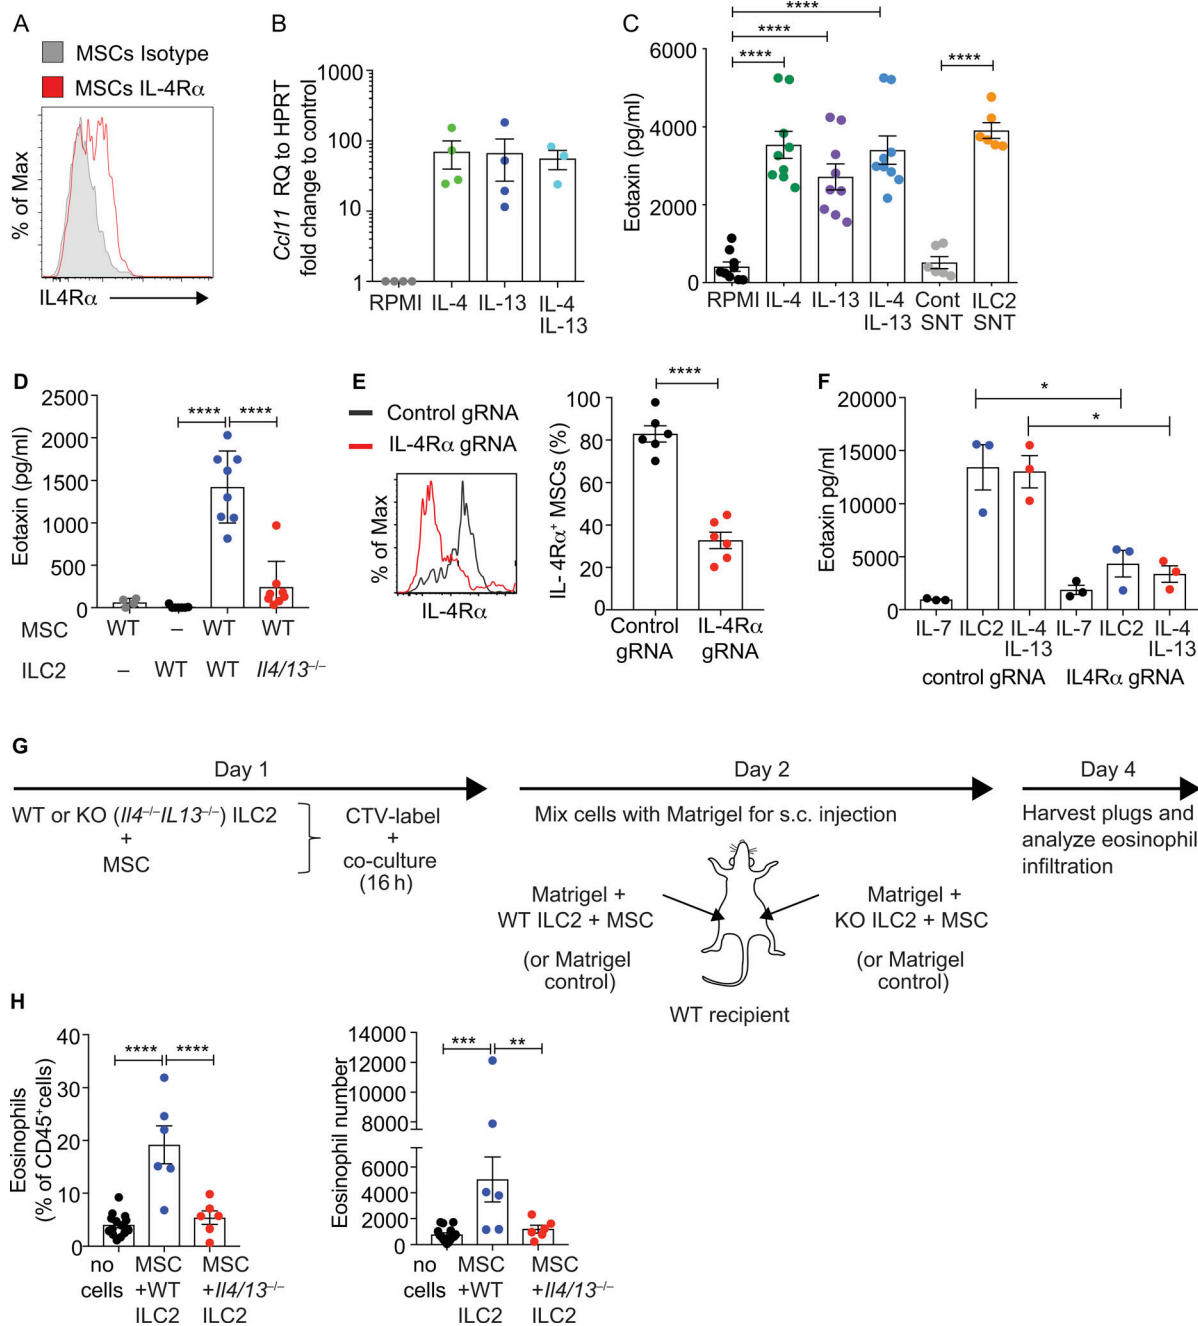 A
MSCs Isotype
MSCs IL-4Rα
% of Max
IL4Rα
B
Ccl11 RQ to HPRT
fold change to control
1000
100
10
1
RPMI IL-4 IL-13 IL-4
IL-13
C
****
****
****
****
Eotaxin (pg/ml)
6000
4000
2000
0
RPMI IL-4 IL-13 IL-4 Cont ILC2
IL-13 SNT SNT
D
Eotaxin (pg/ml)
2500
2000
1500
1000
500
0
**** ****
MSC WT – WT WT
ILC2 – WT WT Il4/13–/–
E
Control gRNA
IL-4Rα gRNA
% of Max
IL-4Rα
****
IL- 4Rα+ MSCs (%)
100
80
60
40
20
0
Control IL-4Rα
gRNA gRNA
F
*
*
Eotaxin pg/ml
20000
15000
10000
5000
0
IL-7 ILC2 IL-4 IL-7 ILC2 IL-4
IL-13 IL-13
control gRNA IL4Rα gRNA
G
Day 1 Day 2 Day 4
WT or KO (Il4–/–IL13–/–) ILC2
+
MSC
CTV-label
+
co-culture
(16 h)
Mix cells with Matrigel for s.c. injection
Matrigel +
WT ILC2 + MSC
(or Matrigel
control)
Matrigel +
KO ILC2 + MSC
(or Matrigel
control)
WT recipient
Harvest plugs and
analyze eosinophil
infiltration
H
Eosinophils
(% of CD45+cells)
40
30
20
10
0
**** ****
no MSC MSC
cells +WT +Il4/13–/–
ILC2 ILC2
Eosinophil number
14000
12000
10000
8000
6000
4000
2000
0
*** **
no MSC MSC
cells +WT +Il4/13–/–
ILC2 ILC2